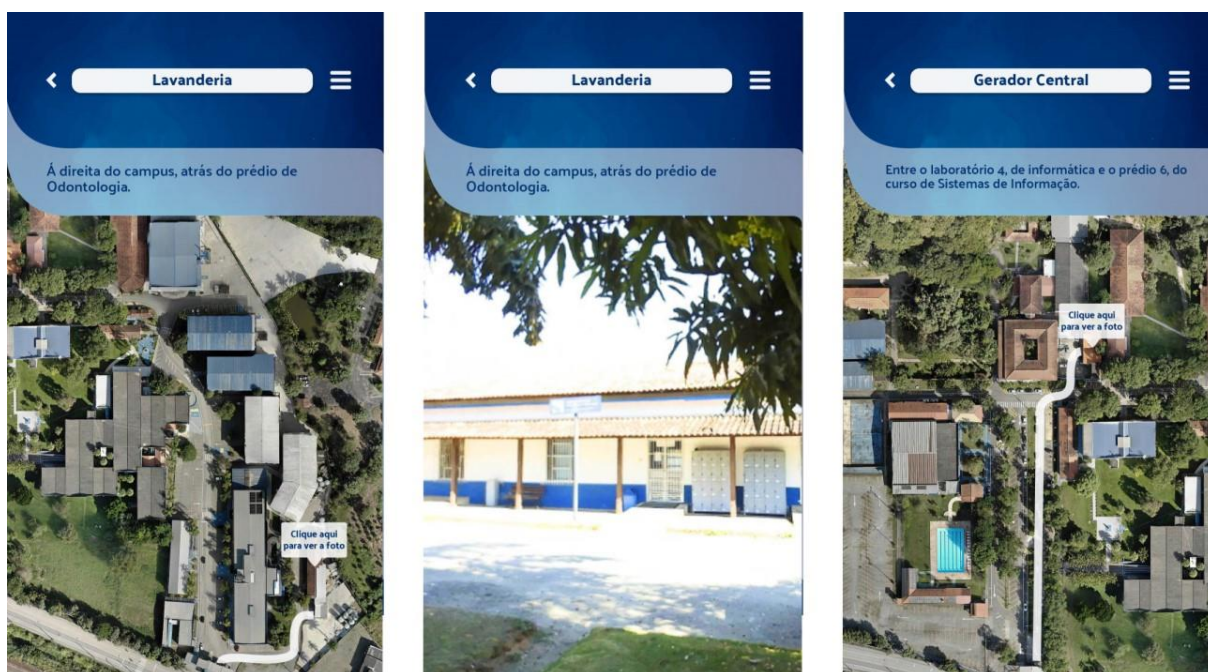 Lavanderia
Á direita do campus, atrás do prédio de
Odontologia.
Clique aqui
para ver a foto
Lavanderia
Á direita do campus, atrás do prédio de
Odontologia.
Gerador Central
Entre o laboratório 4, de informática e o prédio 6, do
curso de Sistemas de Informação.
Clique aqui
para ver a foto